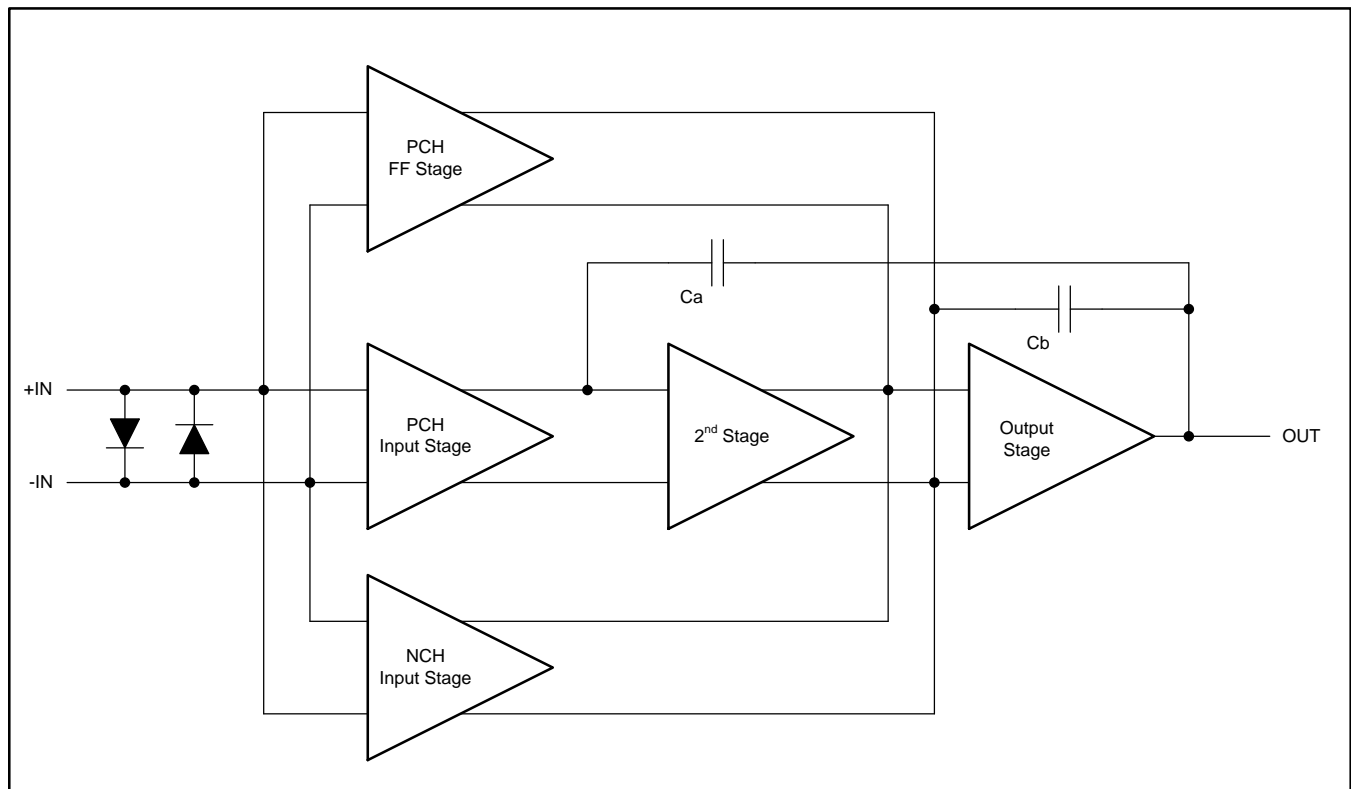 PCH
FF Stage
Ca
Cb
+IN
PCH
Input Stage
2nd Stage
Output
Stage
OUT
-IN
NCH
Input Stage